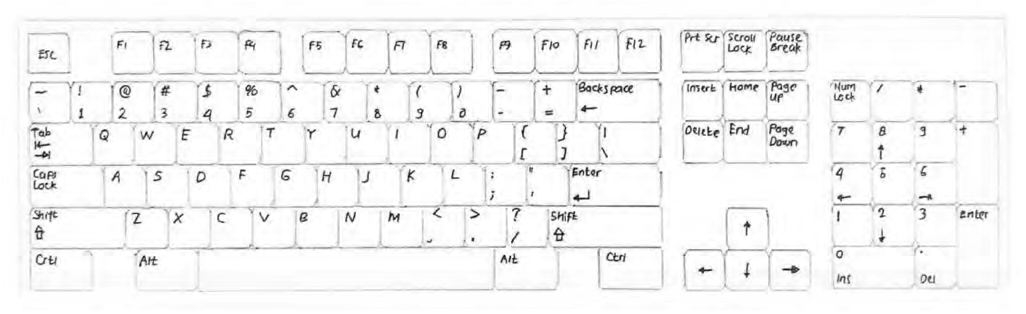 Esc F1 F2 F3 F4 F5 F6 F7 F8 F9 F10 F11 F12 Prt Scr Scroll Lock Pause Break
~ ` ! 1 @ 2 # 3 $ 4 % 5 ^ 6 & 7 * 8 ( 9 ) 0 - - + = Backspace ← Insert Home Page Up Num Lock / * -
Tab Q W E R T Y U I O P { [ } ] | \ Delete End Page Down 7 8 ↑ 9 +
Caps Lock A S D F G H J K L : ; " ' Enter 4 ← 5 6 →
Shift ⇧ Z X C V B N M < , > . ? / Shift ⇧ ↑ 1 2 ↓ 3 Enter
Crtl Alt Alt Ctrl ← ↓ → 0 Ins . Del